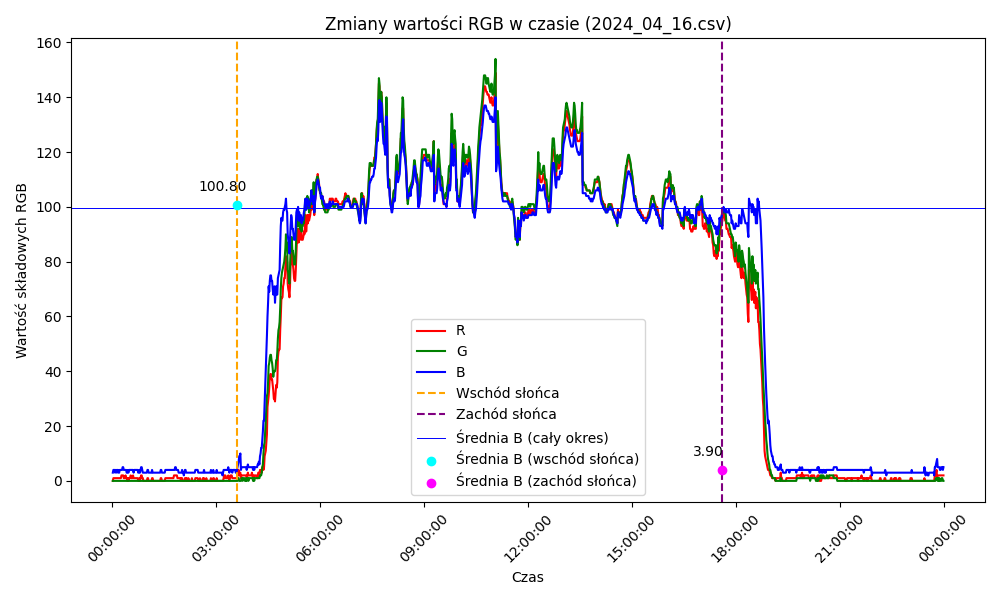 Zmiany wartości RGB w czasie (2024_04_16.csv)
Wartość składowych RGB
160
140
120
100
80
60
40
20
0
100.80
3.90
R
G
B
Wschód słońca
Zachód słońca
Średnia B (cały okres)
Średnia B (wschód słońca)
Średnia B (zachód słońca)
00:00:00
03:00:00
06:00:00
09:00:00
12:00:00
15:00:00
18:00:00
21:00:00
00:00:00
Czas